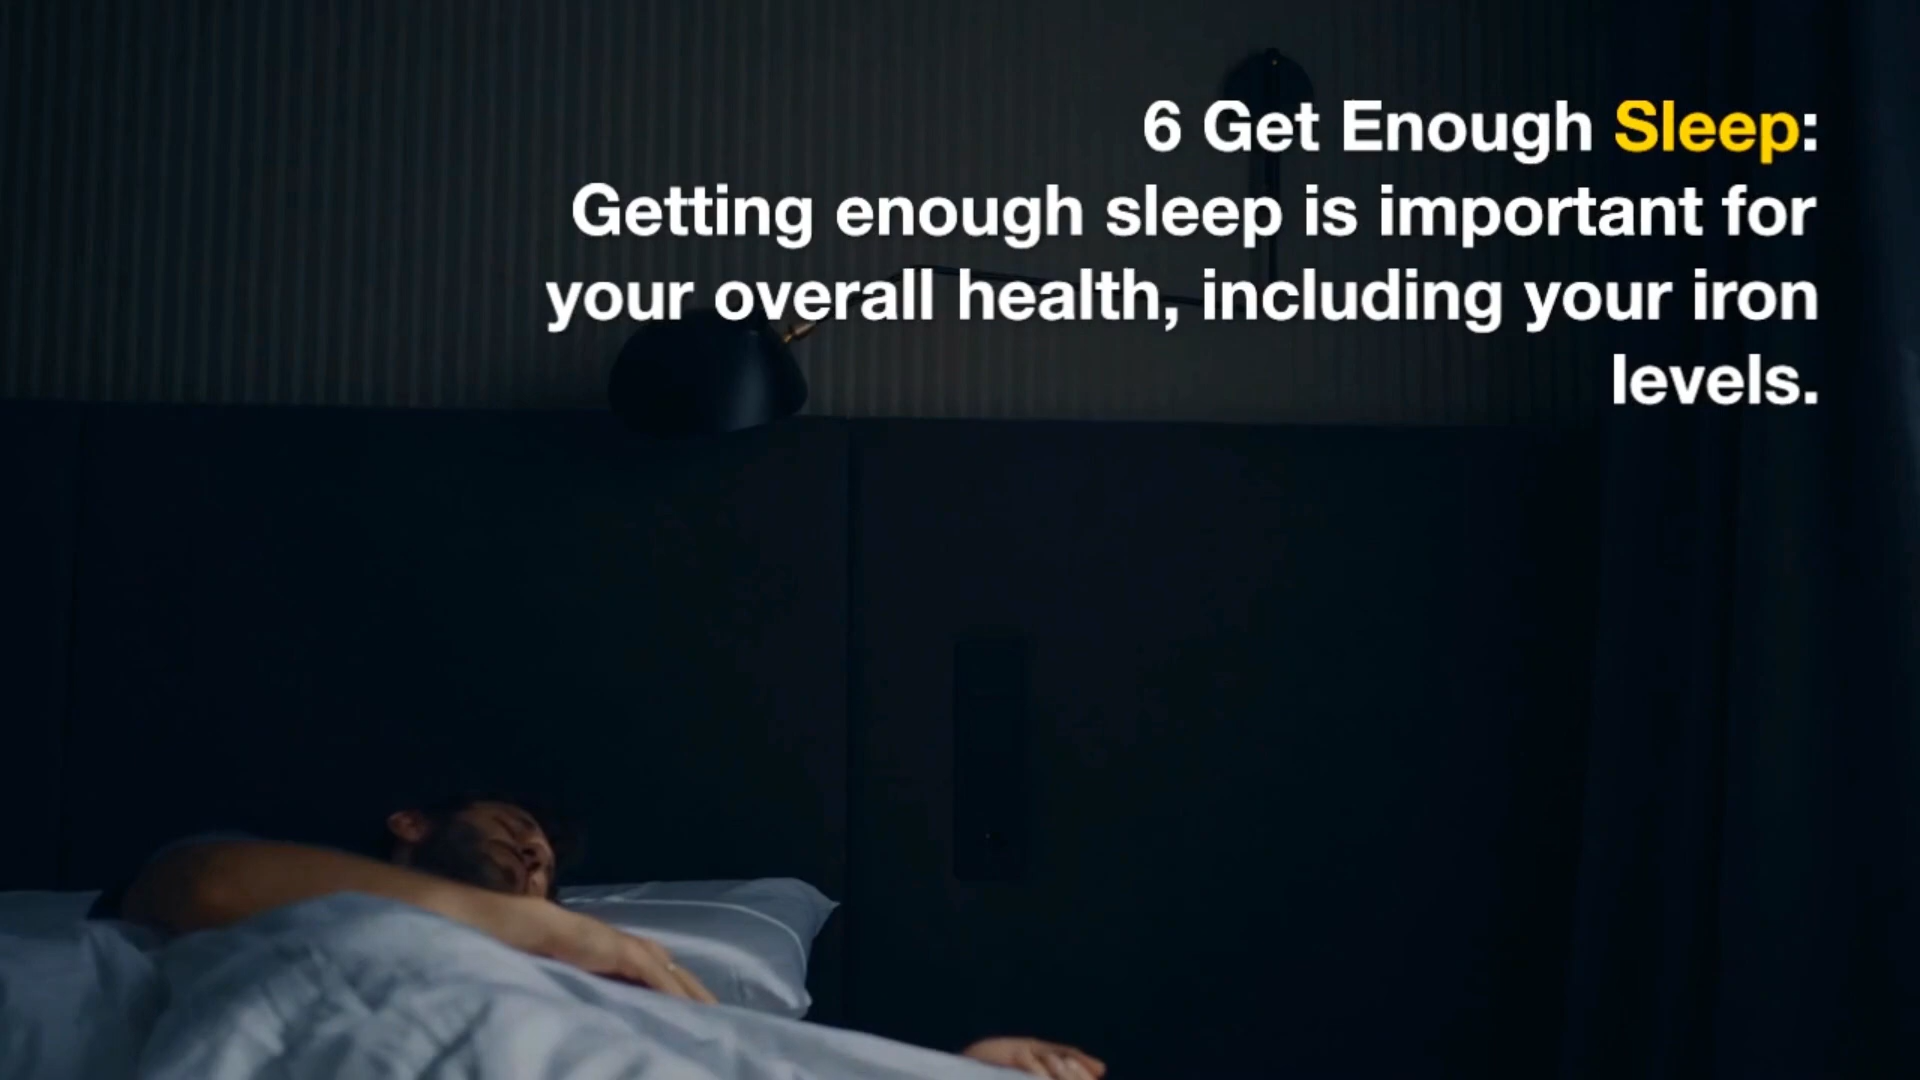 6 Get Enough Sleep:
Getting enough sleep is important for
your overall health, including your iron
levels.